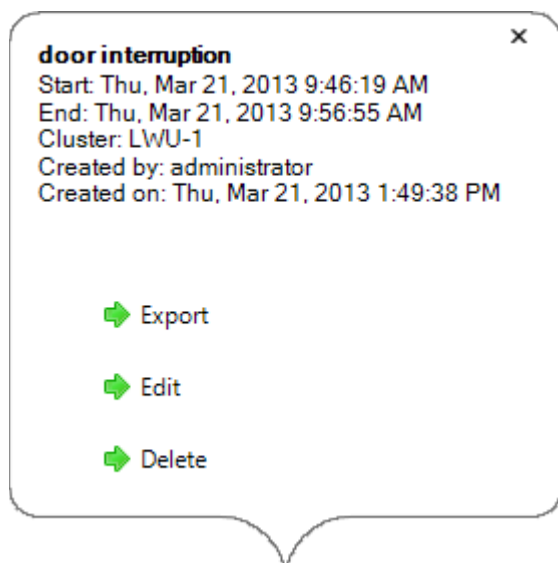 door interruption
Start: Thu, Mar 21, 2013 9:46:19 AM
End: Thu, Mar 21, 2013 9:56:55 AM
Cluster: LWU-1
Created by: administrator
Created on: Thu, Mar 21, 2013 1:49:38 PM
Export
Edit
Delete